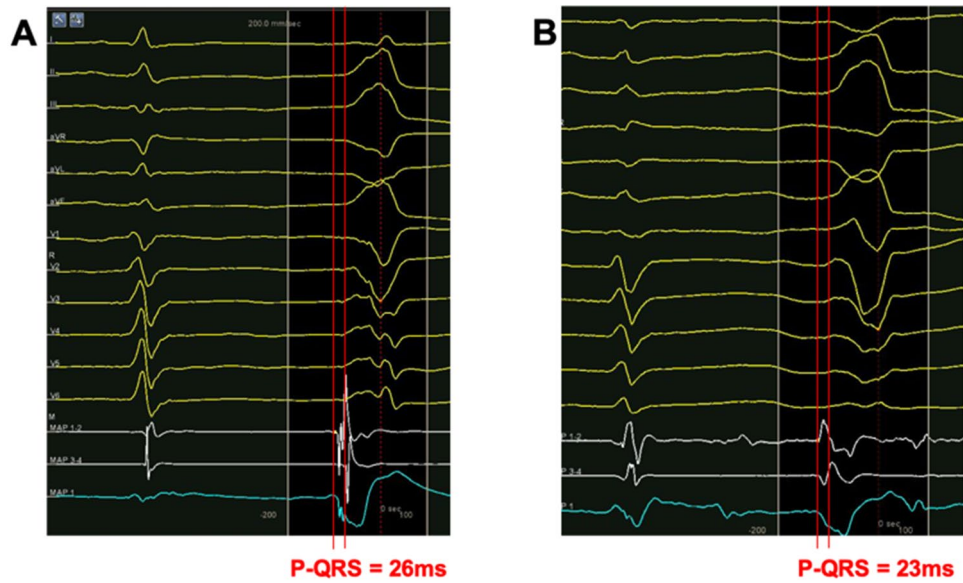 A
B
200.0 mm/sec
I
II
III
aVR
aVL
aVF
V1
R
V2
V3
V4
V5
V6
M
MAP 1-2
MAP 3-4
MAP 1
-200
0 sec
100
P 1-2
P 3-4
P 1
-200
0 sec
100
P-QRS = 26ms
P-QRS = 23ms